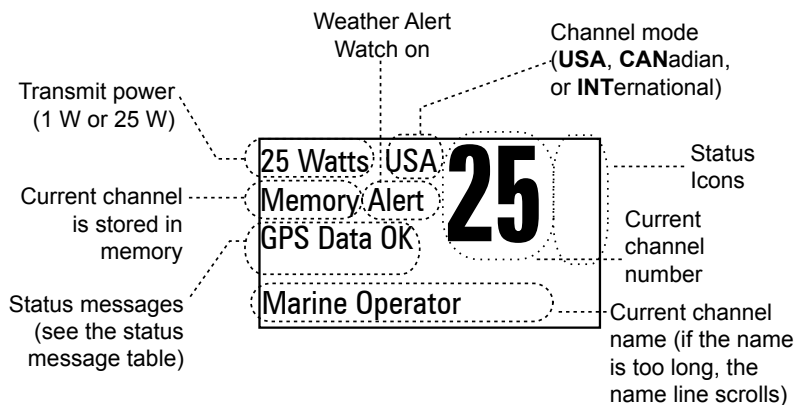 Weather Alert
Watch on
Channel mode
(USA, CANadian,
or INTernational)
Transmit power
(1 W or 25 W)
25 Watts USA 25
Memory Alert
GPS Data OK
Marine Operator
Status
Icons
Current channel
is stored in
memory
Current
channel
number
Status messages
(see the status
message table)
Current channel
name (if the name
is too long, the
name line scrolls)